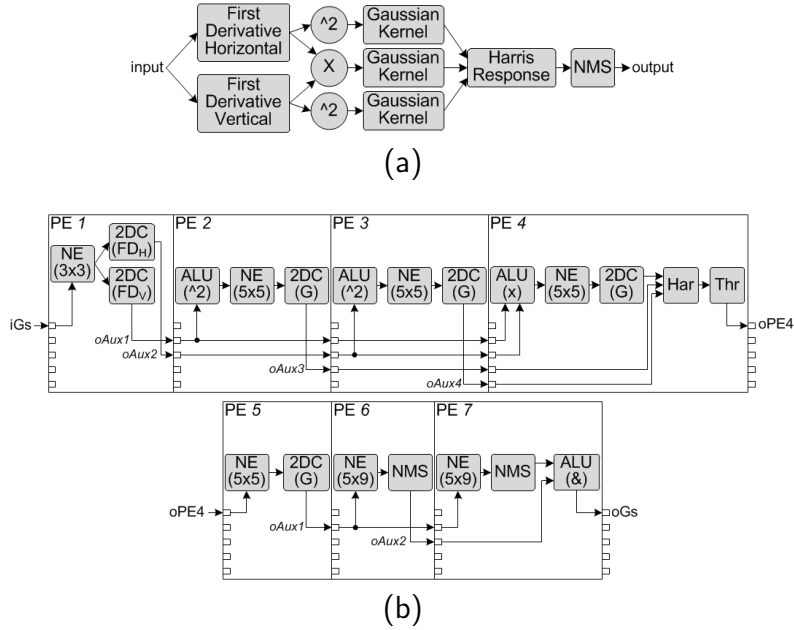 First
Derivative
Horizontal
^2
Gaussian
Kernel
input
X
Gaussian
Kernel
Harris
Response
NMS
output
First
Derivative
Vertical
^2
Gaussian
Kernel
(a)
PE 1
PE 2
PE 3
PE 4
NE
(3x3)
2DC
(FDH)
2DC
(FDV)
ALU
(^2)
NE
(5x5)
2DC
(G)
ALU
(^2)
NE
(5x5)
2DC
(G)
ALU
(x)
NE
(5x5)
2DC
(G)
Har
Thr
iGs
oPE4
oAux1
oAux2
oAux3
oAux4
PE 5
PE 6
PE 7
NE
(5x5)
2DC
(G)
NE
(5x9)
NMS
NE
(5x9)
NMS
ALU
(&)
oPE4
oGs
oAux1
oAux2
(b)